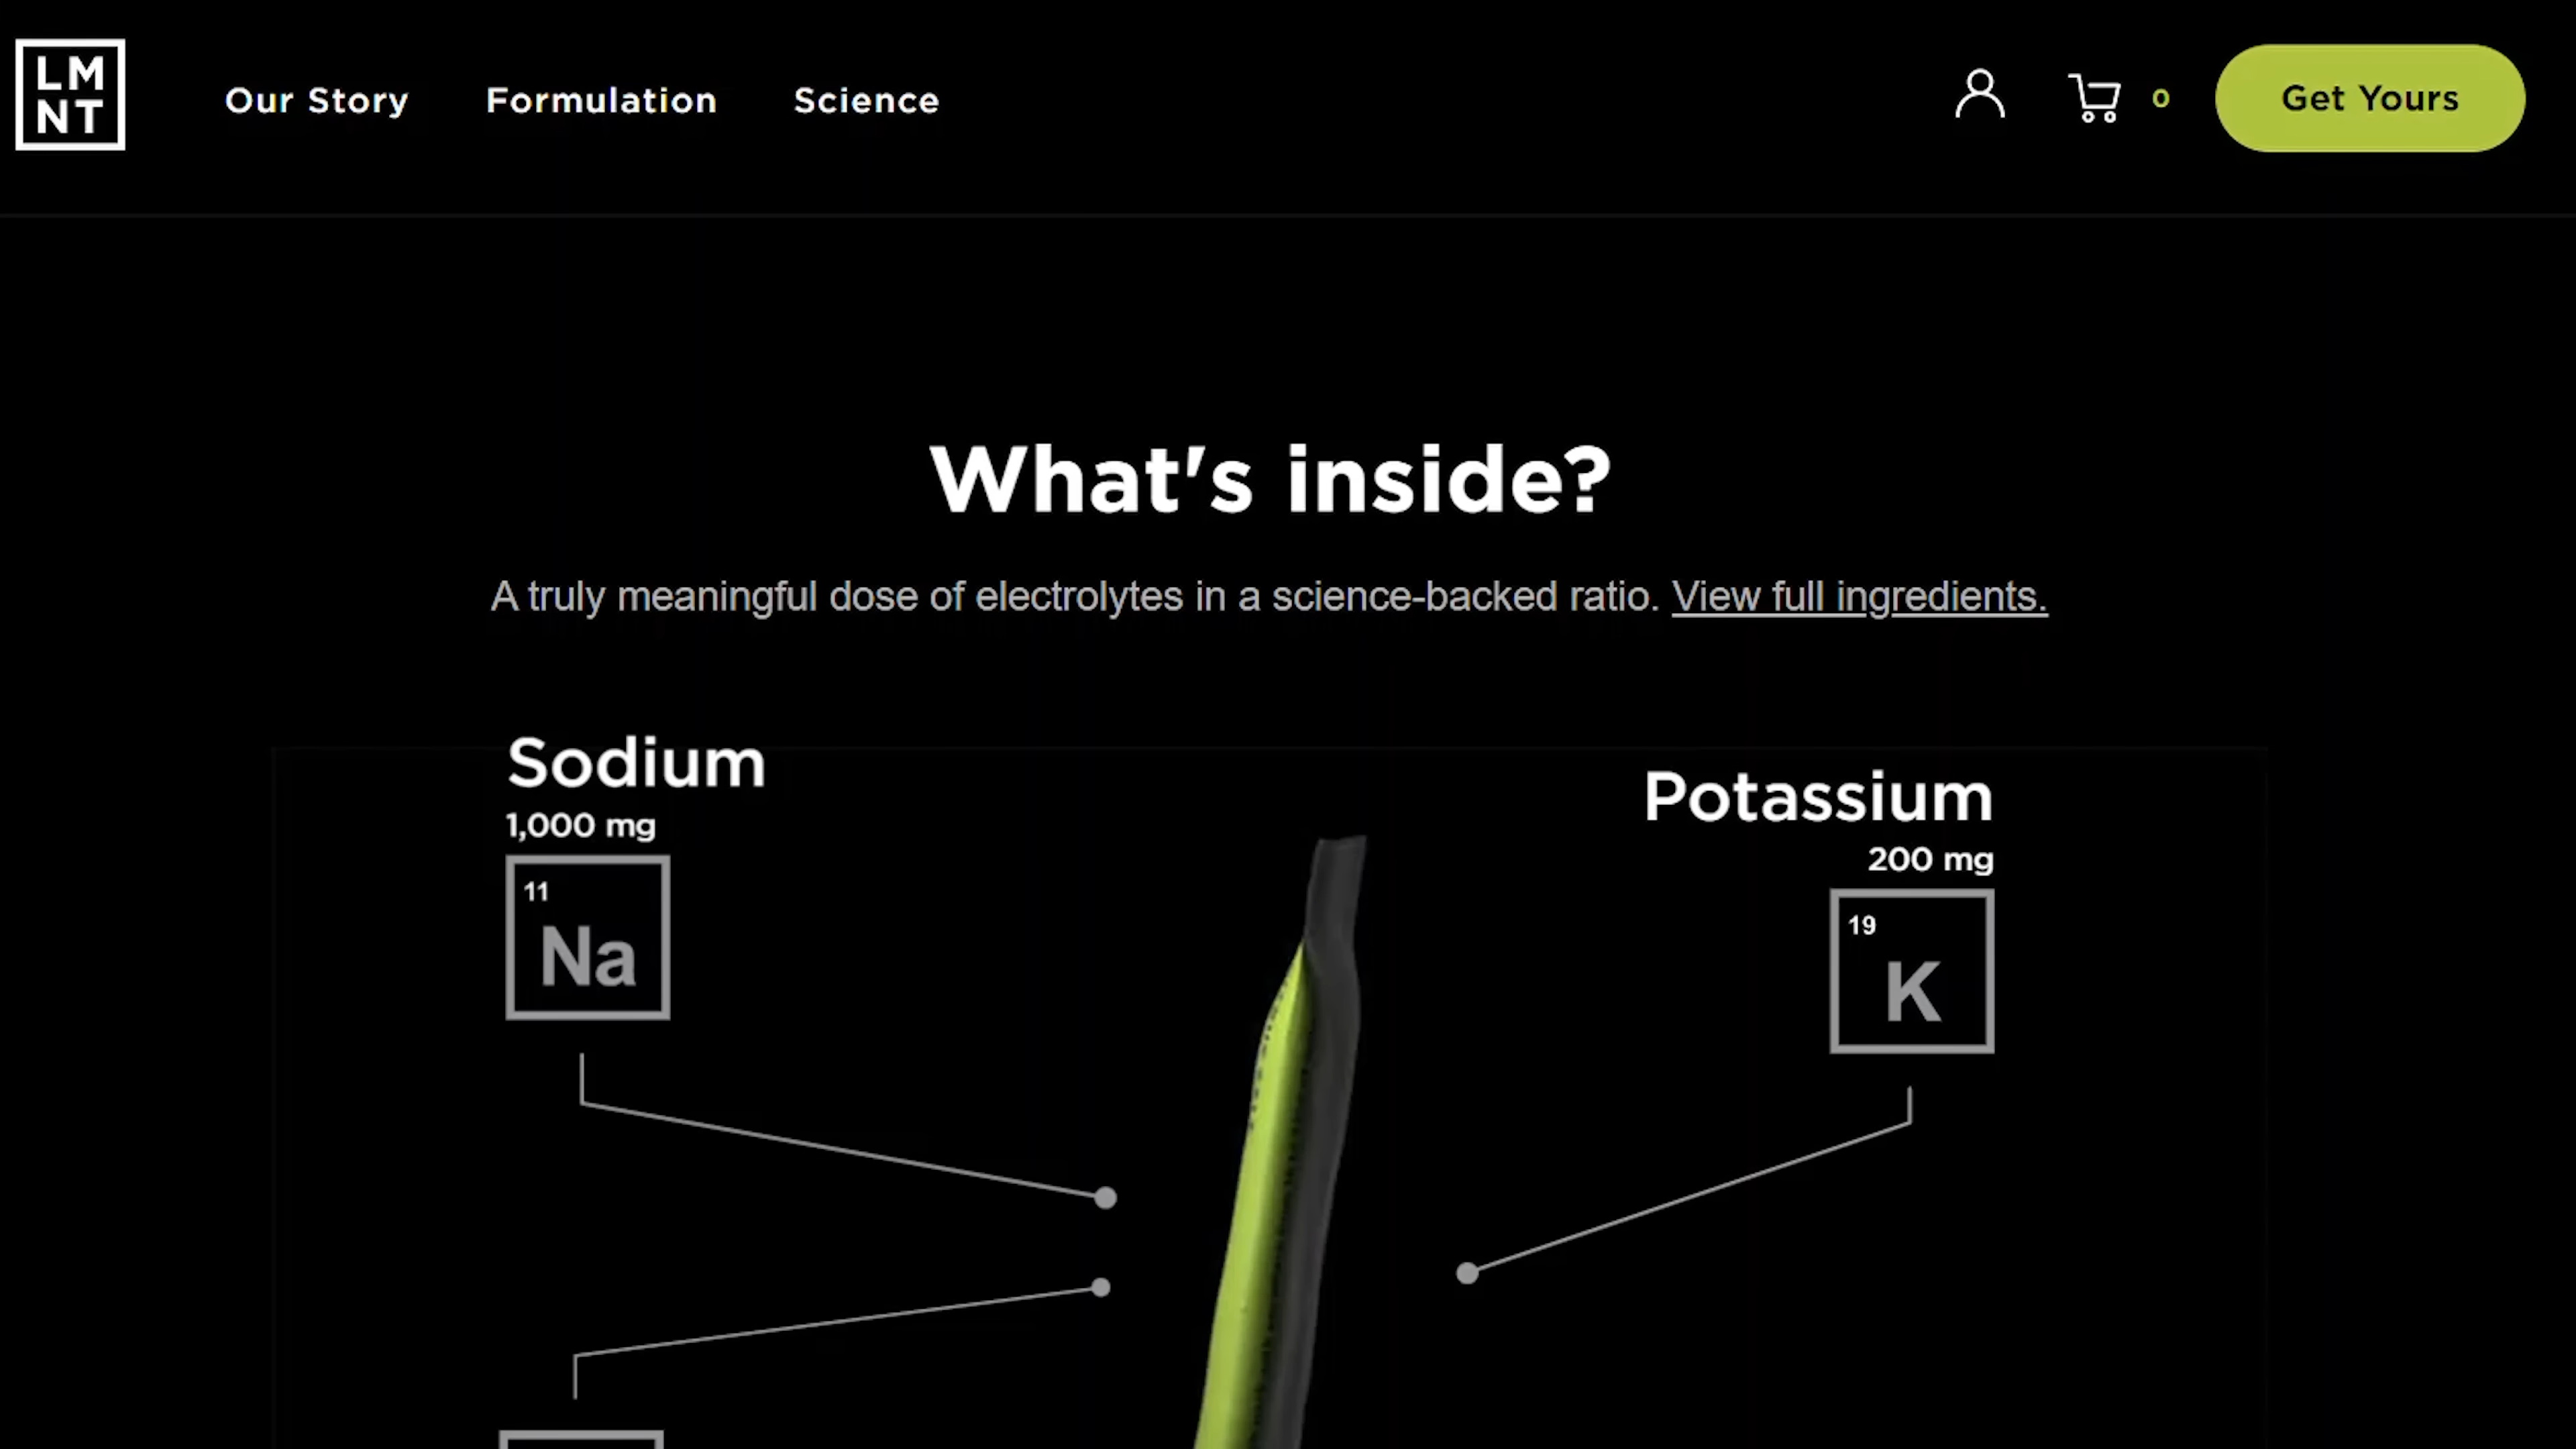 LM
NT
Our Story
Formulation
Science
0
Get Yours
What's inside?
A truly meaningful dose of electrolytes in a science-backed ratio. View full ingredients.
Sodium
1,000 mg
11
Na
Potassium
200 mg
19
K